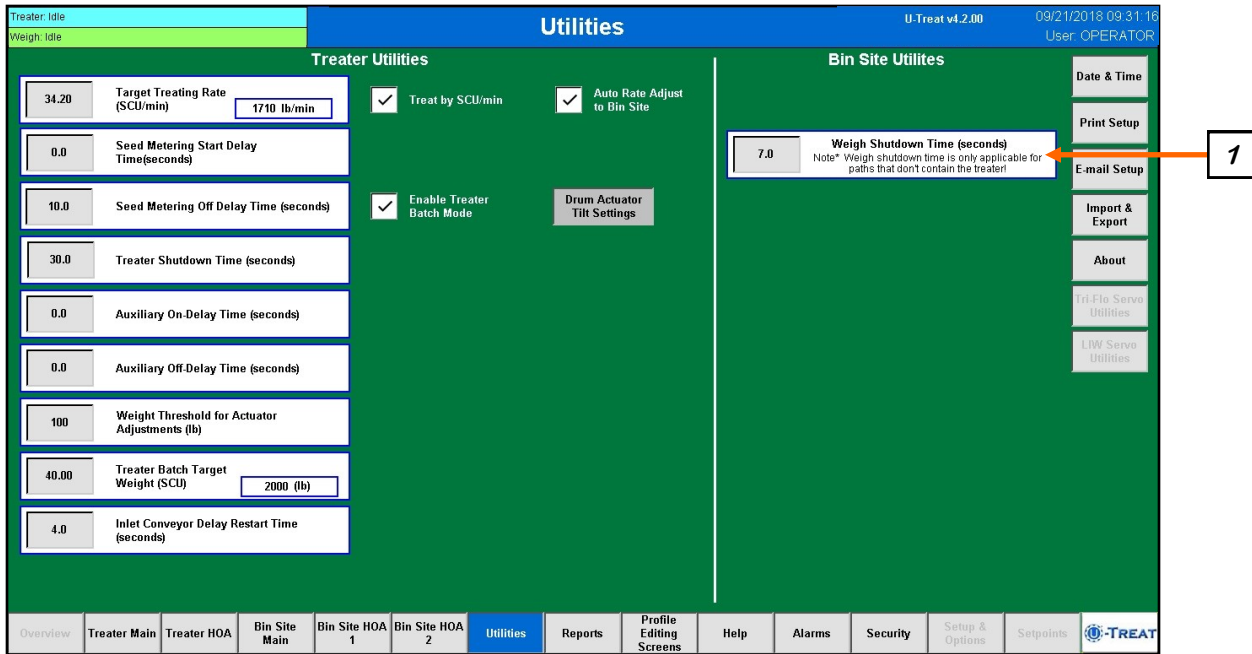 Treater: Idle
Weigh: Idle
Utilities
U-Treat v4.2.00
09/21/2018 09:31:16
User: OPERATOR
Treater Utilities
34.20
Target Treating Rate
(SCU/min)
1710 lb/min
Treat by SCU/min
Auto Rate Adjust
to Bin Site
0.0
Seed Metering Start Delay
Time(seconds)
10.0
Seed Metering Off Delay Time (seconds)
Enable Treater
Batch Mode
Drum Actuator
Tilt Settings
30.0
Treater Shutdown Time (seconds)
0.0
Auxiliary On-Delay Time (seconds)
0.0
Auxiliary Off-Delay Time (seconds)
100
Weight Threshold for Actuator
Adjustments (lb)
40.00
Treater Batch Target
Weight (SCU)
2000 (lb)
4.0
Inlet Conveyor Delay Restart Time
(seconds)
Bin Site Utilites
7.0
Weigh Shutdown Time (seconds)
Note* Weigh shutdown time is only applicable for
paths that don't contain the treater!
1
Date & Time
Print Setup
E-mail Setup
Import &
Export
About
Tri-Flo Servo
Utilities
LIW Servo
Utilities
Overview
Treater Main
Treater HOA
Bin Site
Main
Bin Site HOA
1
Bin Site HOA
2
Utilities
Reports
Profile
Editing
Screens
Help
Alarms
Security
Setup &
Options
Setpoints
U-TREAT